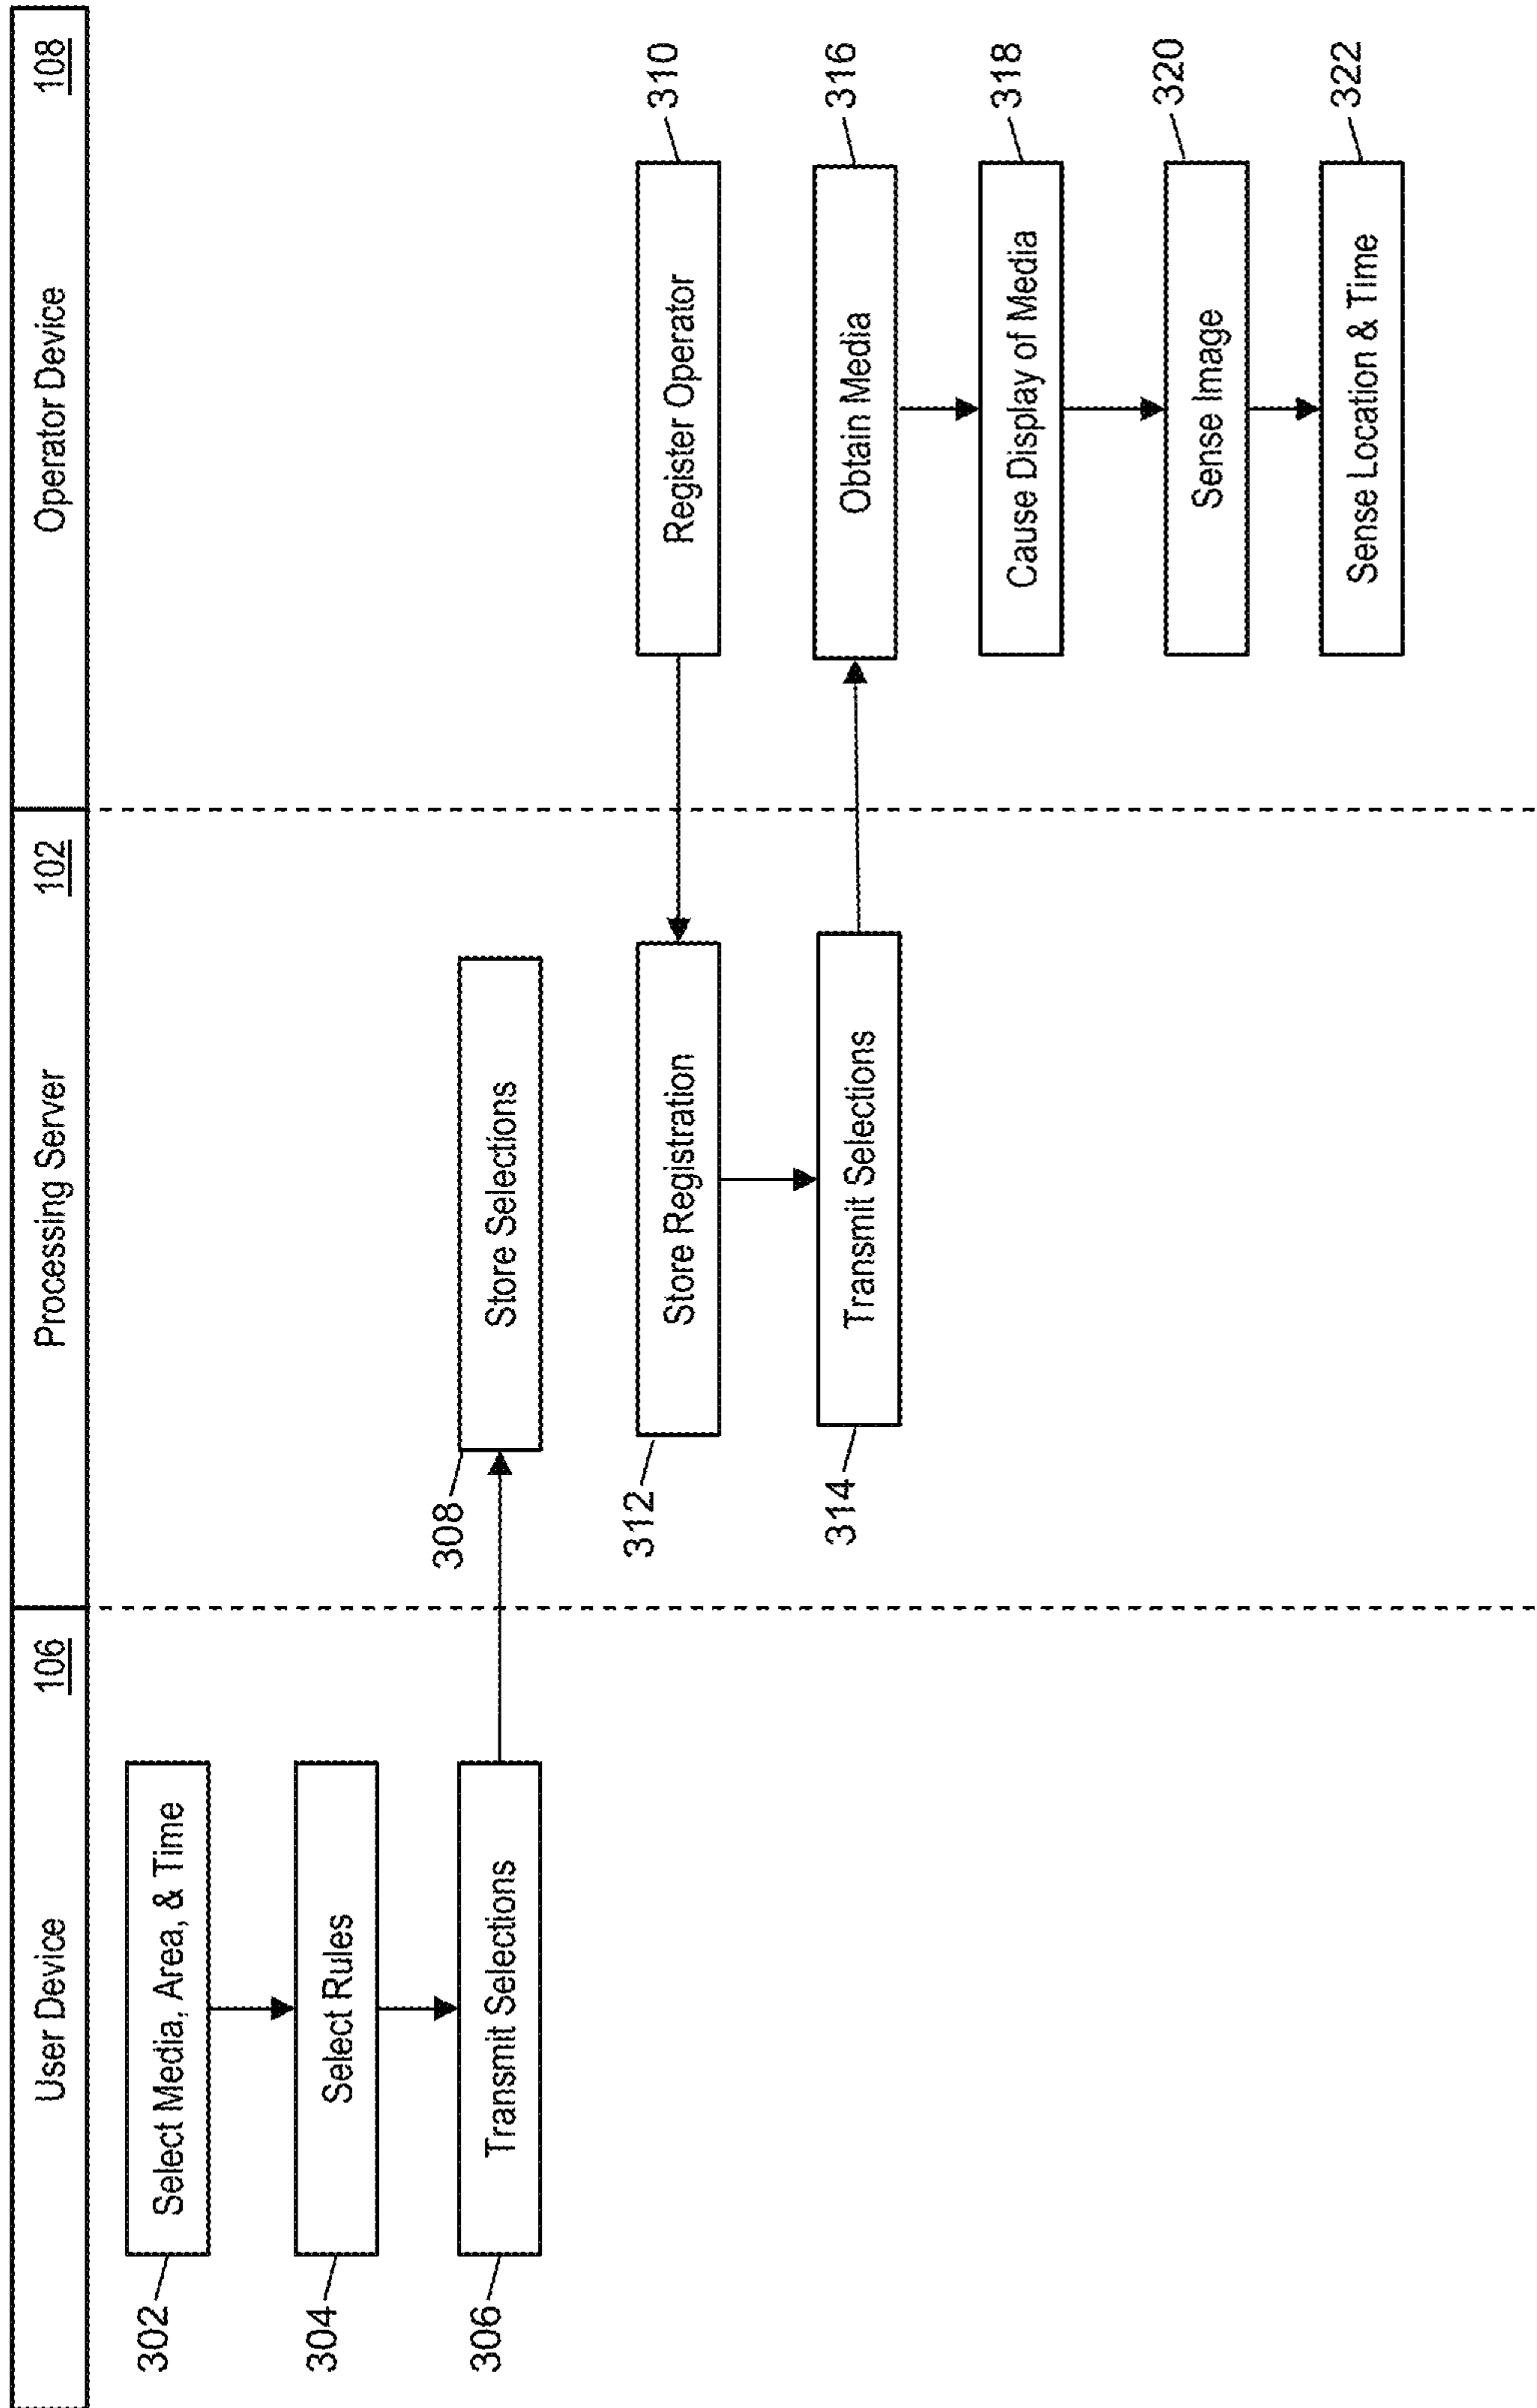 User Device 106
Processing Server 102
Operator Device 108
302
Select Media, Area, & Time
304
Select Rules
306
Transmit Selections
308
Store Selections
Register Operator
310
312
Store Registration
314
Transmit Selections
Obtain Media
316
Cause Display of Media
318
Sense Image
320
Sense Location & Time
322